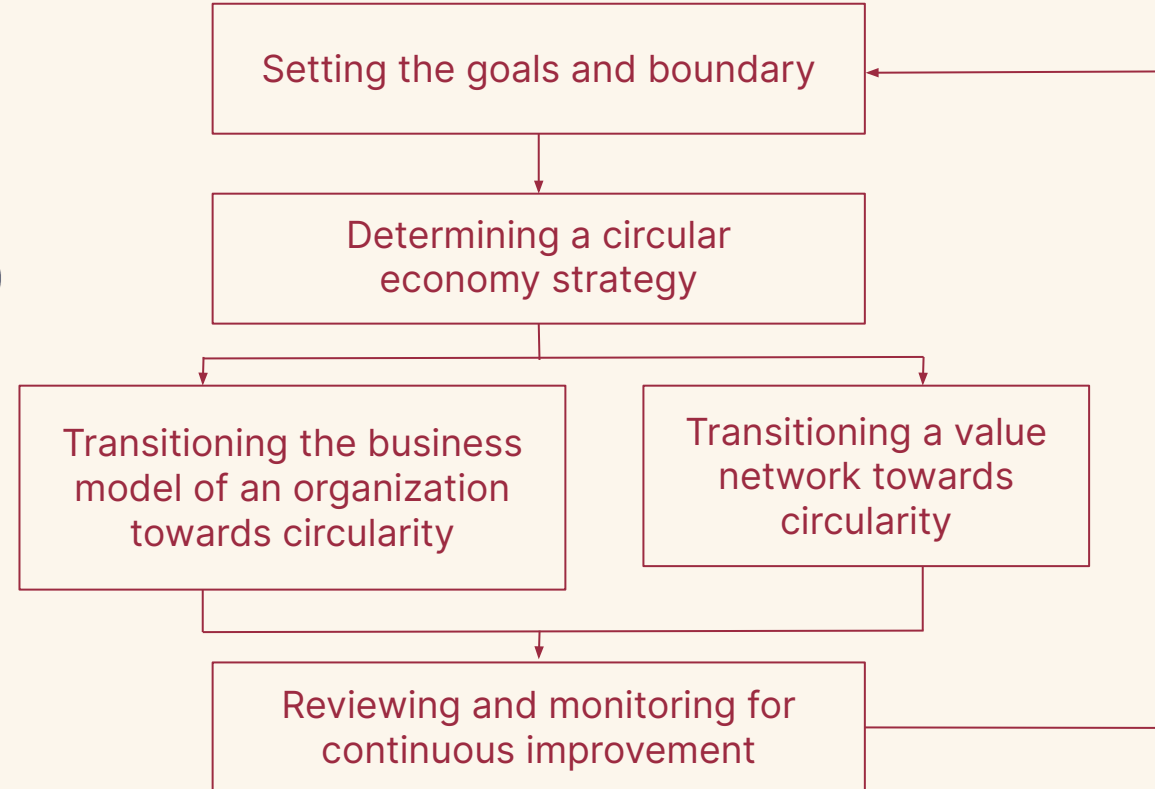 Setting the goals and boundary
Determining a circular
economy strategy
Transitioning the business
model of an organization
towards circularity
Transitioning a value
network towards
circularity
Reviewing and monitoring for
continuous improvement